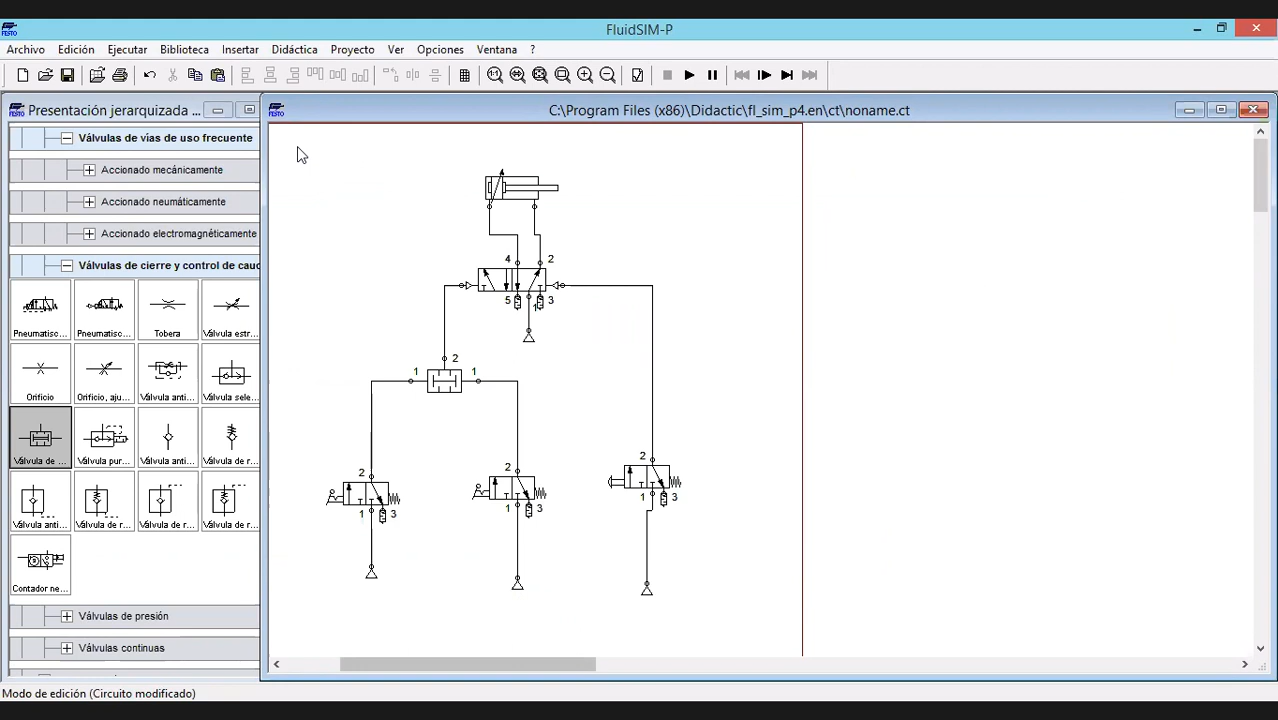 FluidSIM-P
FESTO
Archivo Edición Ejecutar Biblioteca Insertar Didáctica Proyecto Ver Opciones Ventana ?
FESTO Presentación jerarquizada ...
FESTO C:\Program Files (x86)\Didactic\fl_sim_p4.en\ct\noname.ct
Válvulas de vías de uso frecuente
Accionado mecánicamente
Accionado neumáticamente
Accionado electromagnéticamente
Válvulas de cierre y control de cauc
Pneumatisc... Pneumatisc... Tobera Válvula estr...
Orificio Orificio, aju... Válvula anti... Válvula sele...
Válvula de ... Válvula pur... Válvula anti... Válvula de r...
Válvula anti... Válvula de r... Válvula de r... Válvula de r...
Contador ne...
Válvulas de presión
Válvulas continuas
4 2
5 1 3
2
1 1
2 2 2
1 3 1 3 1 3
Modo de edición (Circuito modificado)